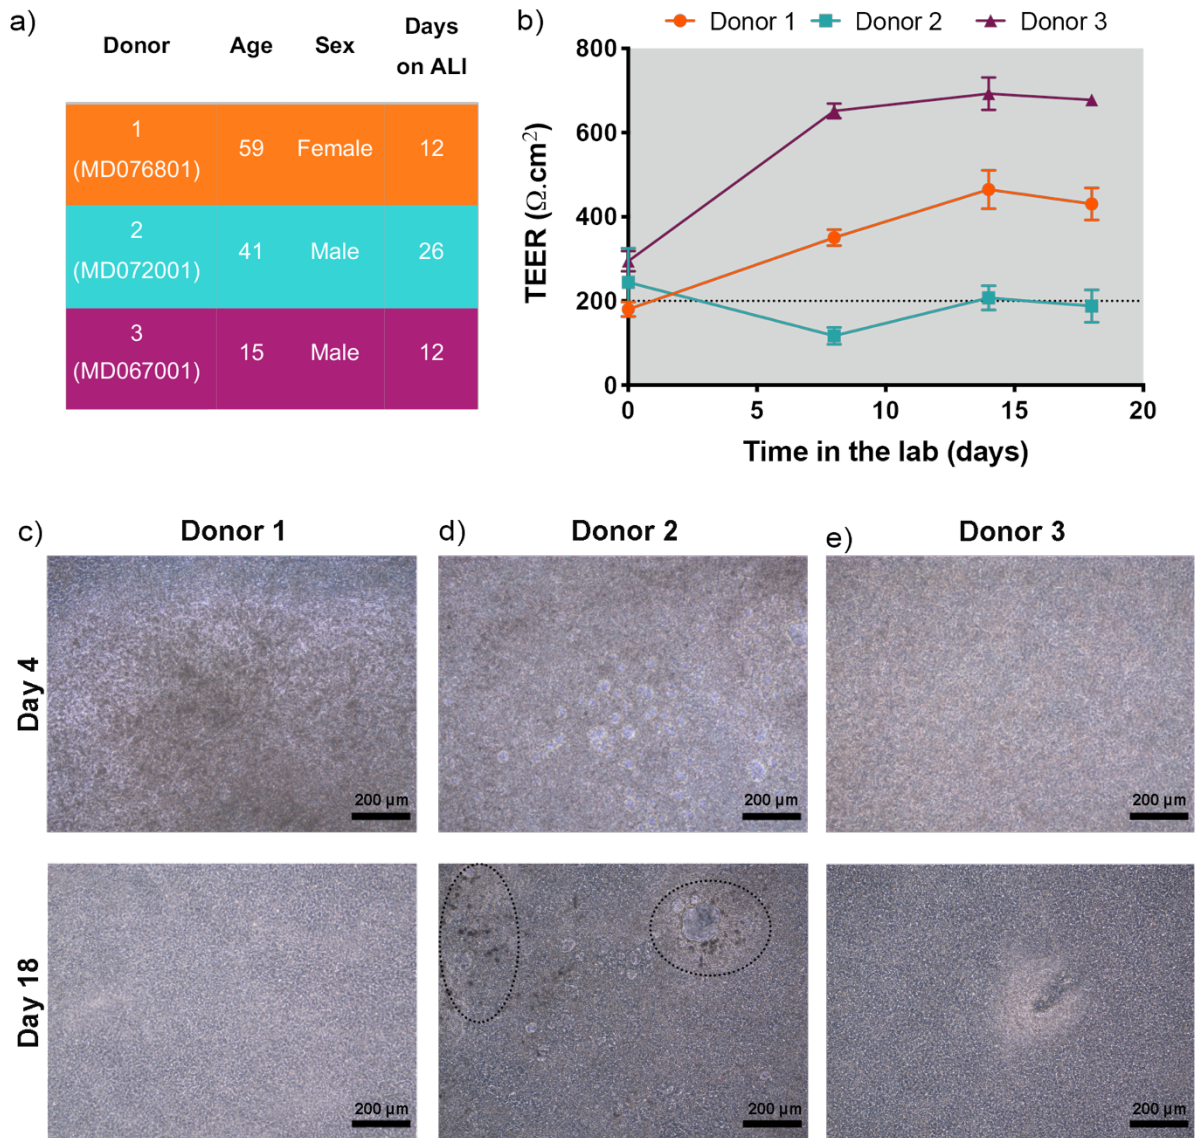 a)
Donor Age Sex Days on ALI
1 (MD076801) 59 Female 12
2 (MD072001) 41 Male 26
3 (MD067001) 15 Male 12
b)
Donor 1 Donor 2 Donor 3
TEER (Ω.cm²)
800
600
400
200
0
0 5 10 15 20
Time in the lab (days)
c) Donor 1
d) Donor 2
e) Donor 3
Day 4
200 µm
200 µm
200 µm
Day 18
200 µm
200 µm
200 µm